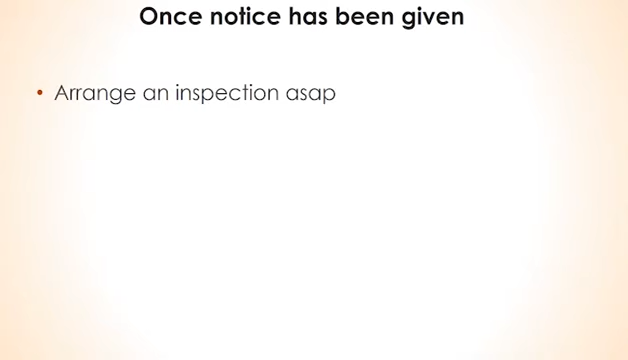 Once notice has been given
• Arrange an inspection asap